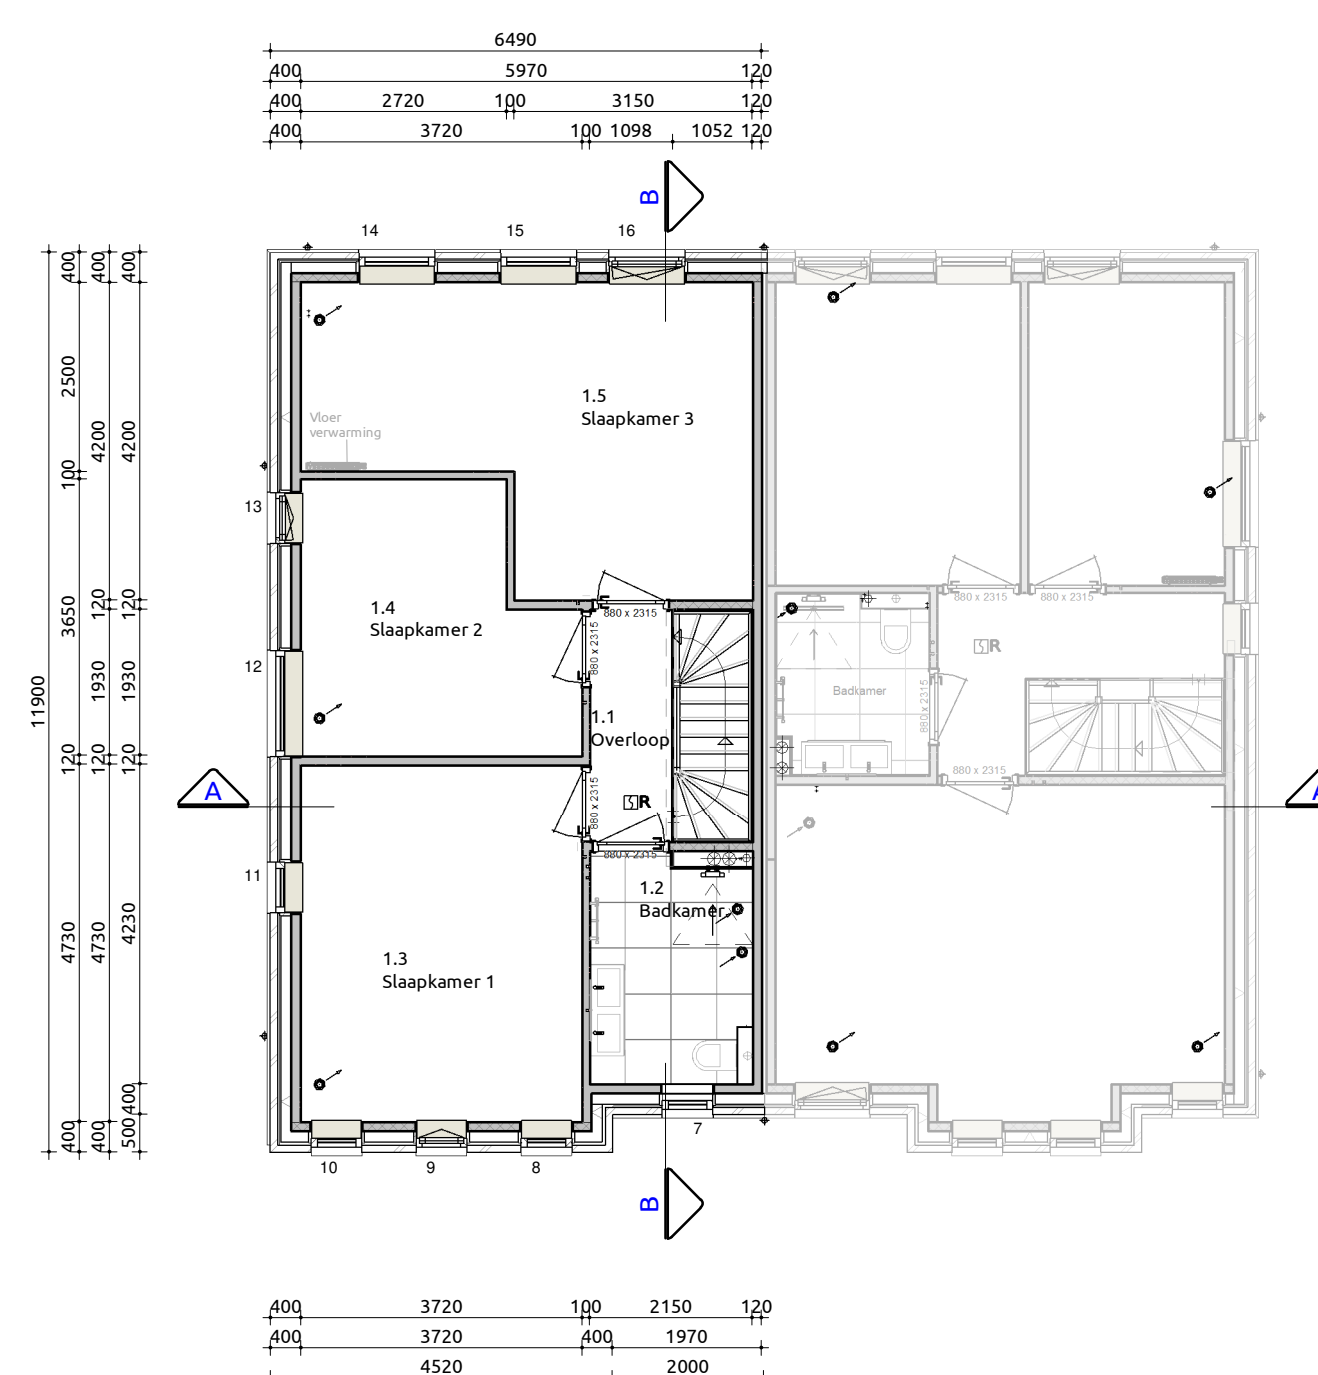 6490
400 5970 120
400 2720 100 3150 120
400 3720 100 1098 1052 120
B
14 15 16
400 400 400
2500
4200 4200
100
3650
120 120
1930 1930
11900
120 120 120
4730 4730 4230
400
400 400 500
1.5
Slaapkamer 3
Vloer
verwarming
13
1.4
Slaapkamer 2
12
880 x 2315
880 x 2315
1.1
Overloop
880 x 2315
R
880 x 2315
A
11
1.2
Badkamer
1.3
Slaapkamer 1
10 9 8
7
B
880 x 2315 880 x 2315
R
Badkamer
880 x 2315
880 x 2315
A
400 3720 100 2150 120
400 3720 400 1970
4520 2000